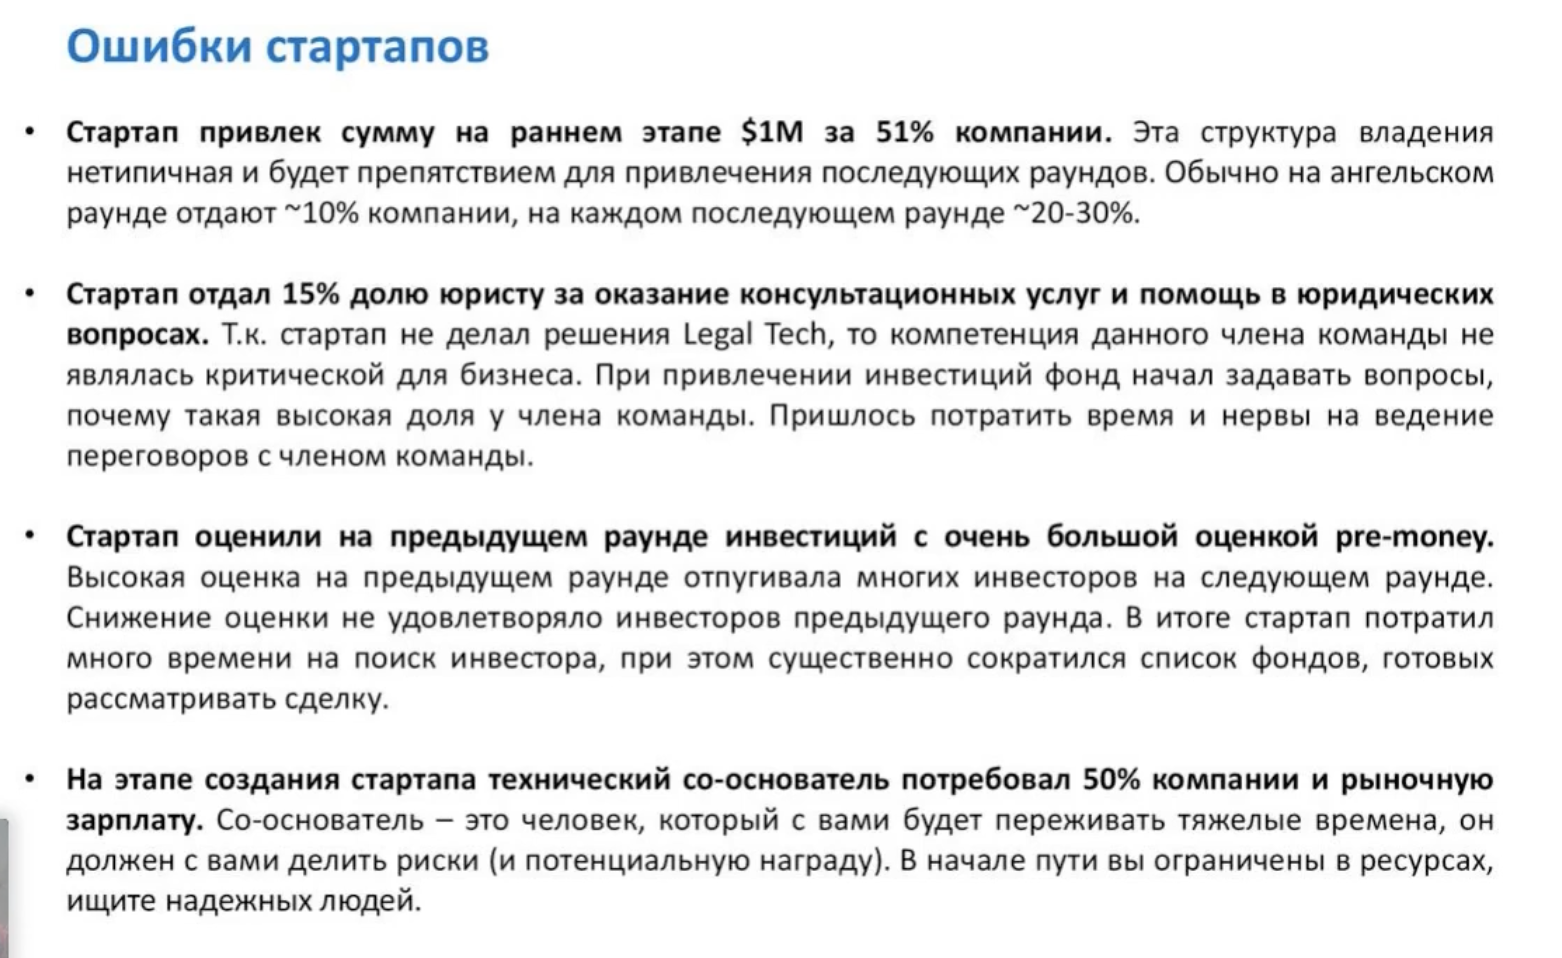 Ошибки стартапов
• Стартап привлек сумму на раннем этапе $1M за 51% компании. Эта структура владения
нетипичная и будет препятствием для привлечения последующих раундов. Обычно на ангельском
раунде отдают ~10% компании, на каждом последующем раунде ~20-30%.
• Стартап отдал 15% долю юристу за оказание консультационных услуг и помощь в юридических
вопросах. Т.к. стартап не делал решения Legal Tech, то компетенция данного члена команды не
являлась критической для бизнеса. При привлечении инвестиций фонд начал задавать вопросы,
почему такая высокая доля у члена команды. Пришлось потратить время и нервы на ведение
переговоров с членом команды.
• Стартап оценили на предыдущем раунде инвестиций с очень большой оценкой pre-money.
Высокая оценка на предыдущем раунде отпугивала многих инвесторов на следующем раунде.
Снижение оценки не удовлетворяло инвесторов предыдущего раунда. В итоге стартап потратил
много времени на поиск инвестора, при этом существенно сократился список фондов, готовых
рассматривать сделку.
• На этапе создания стартапа технический со-основатель потребовал 50% компании и рыночную
зарплату. Со-основатель – это человек, который с вами будет переживать тяжелые времена, он
должен с вами делить риски (и потенциальную награду). В начале пути вы ограничены в ресурсах,
ищите надежных людей.